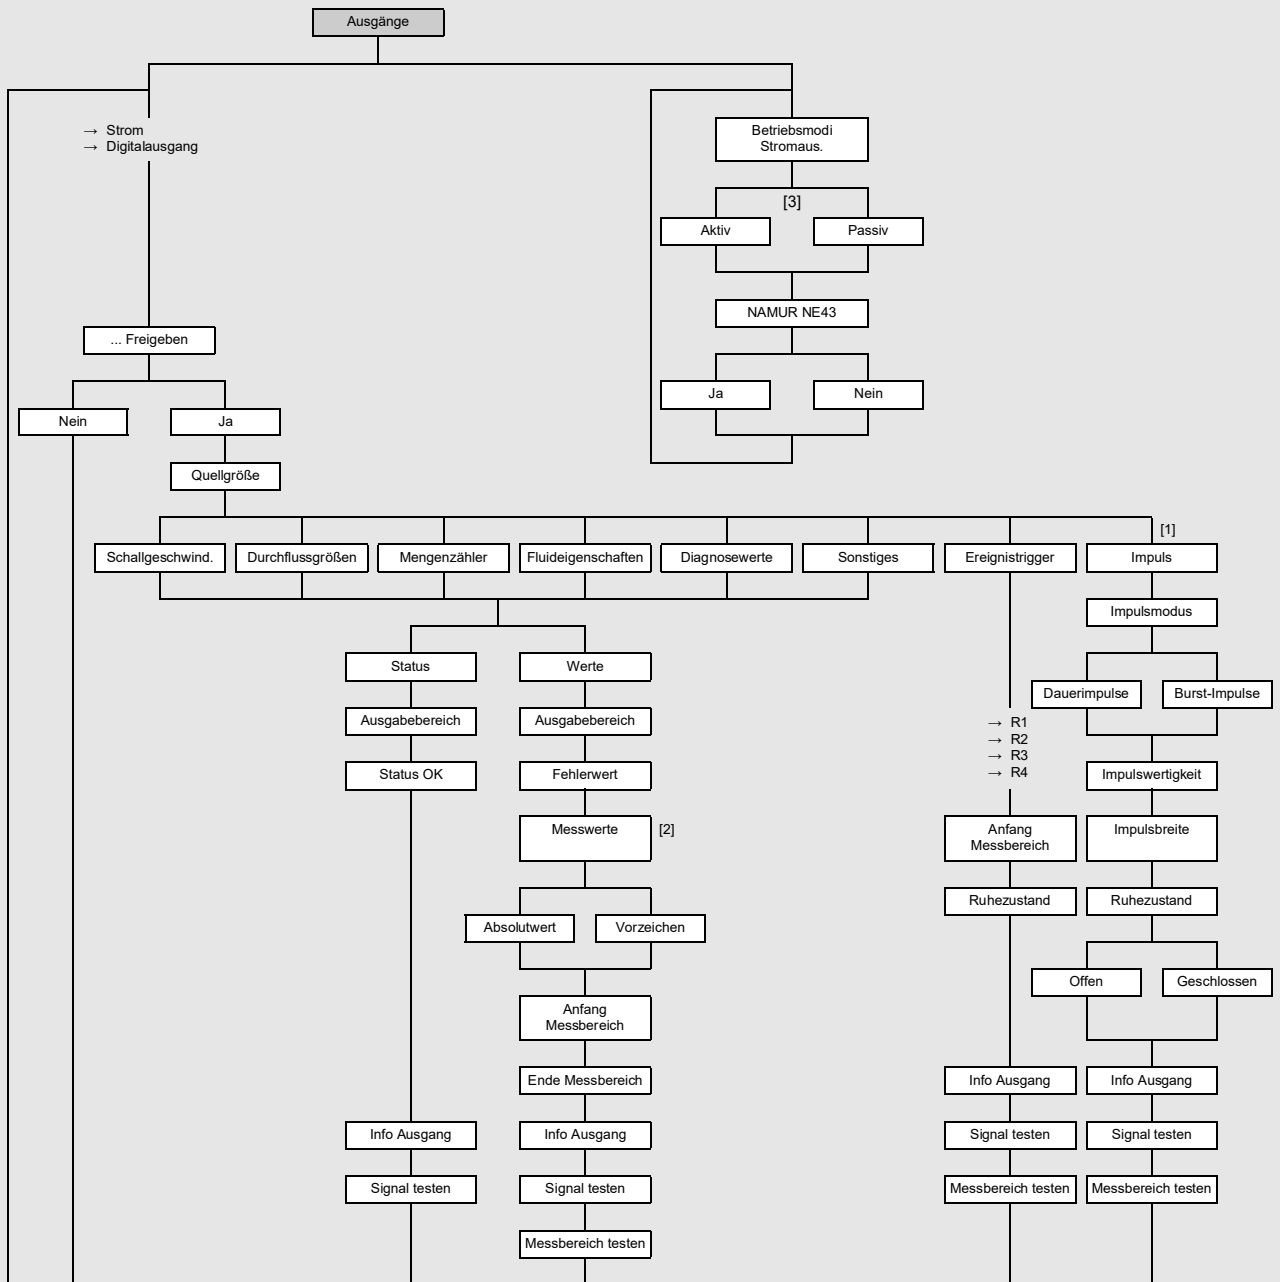 Ausgänge
→ Strom
→ Digitalausgang
Betriebsmodi
Stromaus.
[3]
Aktiv
Passiv
NAMUR NE43
... Freigeben
Ja
Nein
Nein
Ja
Quellgröße
[1]
Schallgeschwind.
Durchflussgrößen
Mengenzähler
Fluideigenschaften
Diagnosewerte
Sonstiges
Ereignistrigger
Impuls
Impulsmodus
Status
Werte
Dauerimpulse
Burst-Impulse
Ausgabebereich
Ausgabebereich
→ R1
→ R2
→ R3
→ R4
Status OK
Fehlerwert
Impulswertigkeit
Messwerte
[2]
Anfang
Messbereich
Impulsbreite
Ruhezustand
Ruhezustand
Absolutwert
Vorzeichen
Offen
Geschlossen
Anfang
Messbereich
Ende Messbereich
Info Ausgang
Info Ausgang
Info Ausgang
Info Ausgang
Signal testen
Signal testen
Signal testen
Signal testen
Messbereich testen
Messbereich testen
Messbereich testen